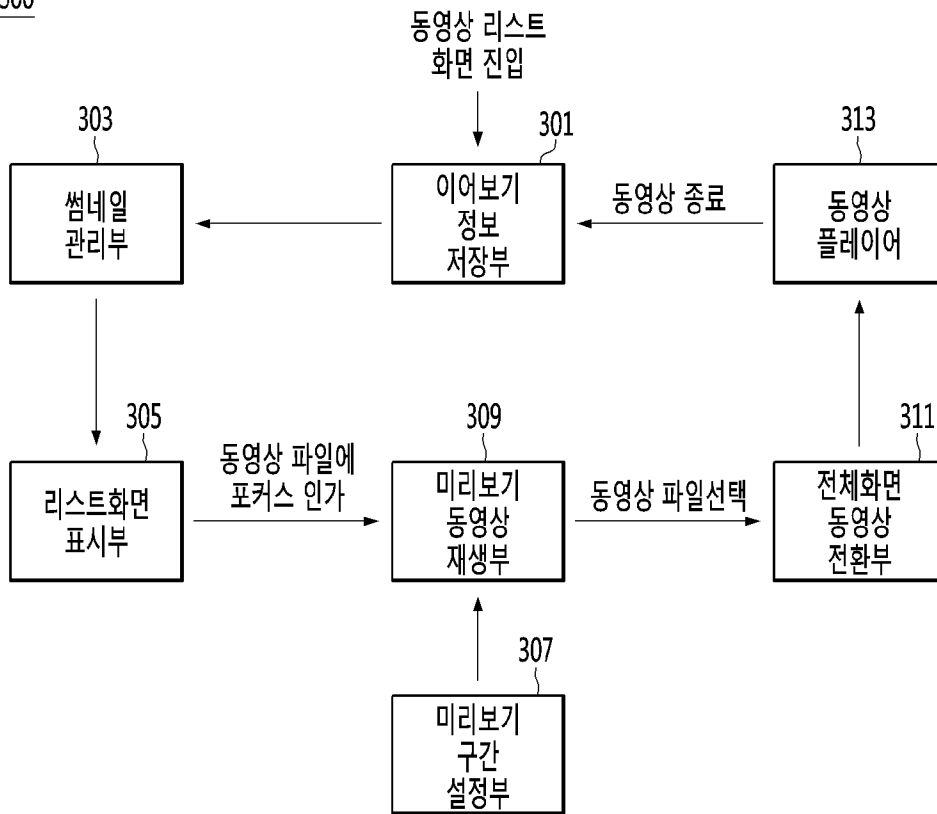 300
동영상 리스트
화면 진입
303
301
313
썸네일
관리부
이어보기
정보
저장부
동영상 종료
동영상
플레이어
305
309
311
동영상 파일에
포커스 인가
리스트화면
표시부
미리보기
동영상
재생부
동영상 파일선택
전체화면
동영상
전환부
307
미리보기
구간
설정부